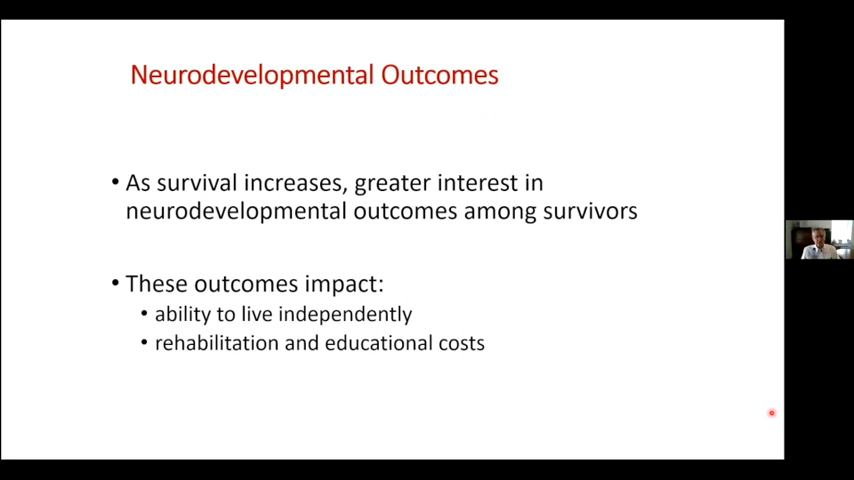 Neurodevelopmental Outcomes
• As survival increases, greater interest in
neurodevelopmental outcomes among survivors
• These outcomes impact:
• ability to live independently
• rehabilitation and educational costs